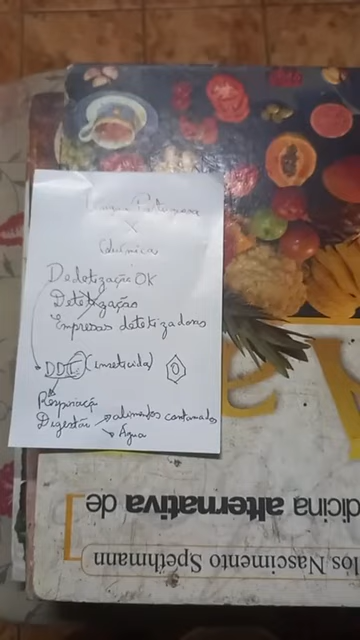 Língua Portuguesa
X
Química
Dedetização OK
Detetização
Empresas detetizadoras
DDT (inseticida)
Respiração
Digestão → alimentos contaminados
→ Água
dicina alternativa de
los Nascimento Spethmann